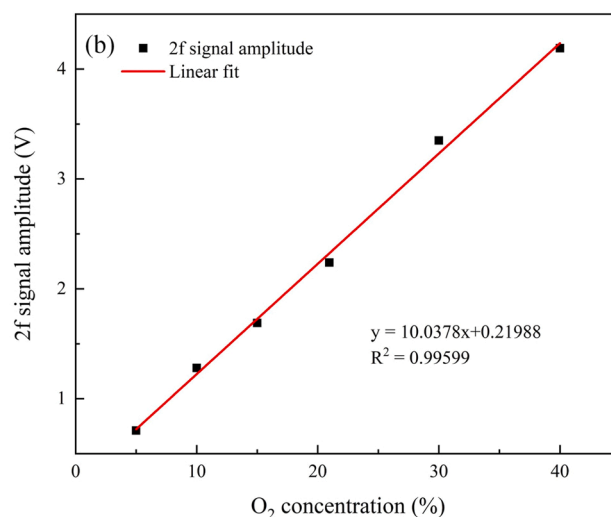 (b)
2f signal amplitude
Linear fit
4
3
2
1
2f signal amplitude (V)
y = 10.0378x+0.21988
R² = 0.99599
0
10
20
30
40
O₂ concentration (%)